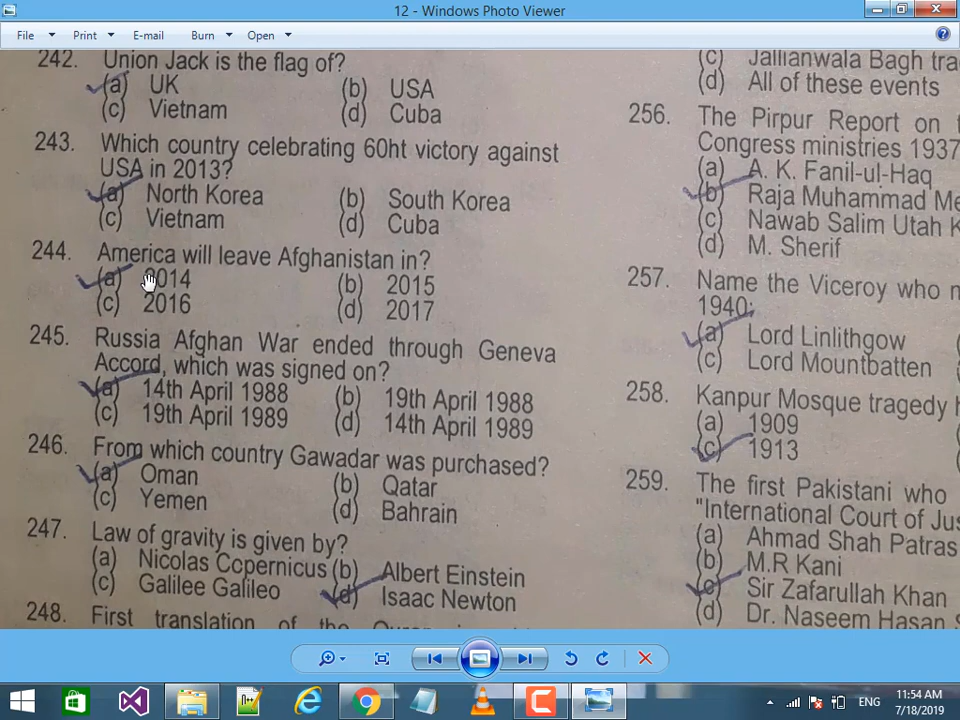 12 - Windows Photo Viewer
File Print E-mail Burn Open
242. Union Jack is the flag of?
(a) UK (b) USA
(c) Vietnam (d) Cuba
243. Which country celebrating 60ht victory against
USA in 2013?
(a) North Korea (b) South Korea
(c) Vietnam (d) Cuba
244. America will leave Afghanistan in?
(a) 2014 (b) 2015
(c) 2016 (d) 2017
245. Russia Afghan War ended through Geneva
Accord, which was signed on?
(a) 14th April 1988 (b) 19th April 1988
(c) 19th April 1989 (d) 14th April 1989
246. From which country Gawadar was purchased?
(a) Oman (b) Qatar
(c) Yemen (d) Bahrain
247. Law of gravity is given by?
(a) Nicolas Copernicus (b) Albert Einstein
(c) Galilee Galileo (d) Isaac Newton
248. First translation of the
(c) Jallianwala Bagh tra
(d) All of these events
256. The Pirpur Report on t
Congress ministries 1937
(a) A. K. Fanil-ul-Haq
(b) Raja Muhammad Me
(c) Nawab Salim Utah K
(d) M. Sherif
257. Name the Viceroy who
1940:
(a) Lord Linlithgow
(c) Lord Mountbatten
258. Kanpur Mosque tragedy
(a) 1909
(c) 1913
259. The first Pakistani who
"International Court of Jus
(a) Ahmad Shah Patras
(b) M.R Kani
(c) Sir Zafarullah Khan
(d) Dr. Naseem Hasan
ENG
11:54 AM
7/18/2019